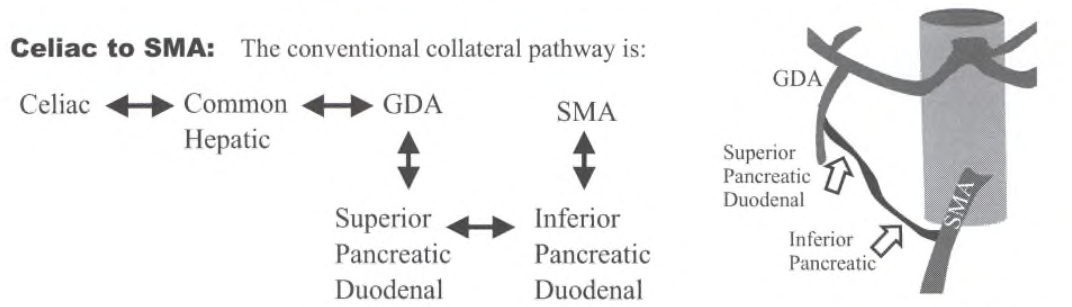 Celiac to SMA: The conventional collateral pathway is:
Celiac Common GDA SMA
Hepatic
Superior Inferior
Pancreatic Pancreatic
Duodenal Duodenal
GDA
Superior
Pancreatic
Duodenal
SMA
Inferior
Pancreatic